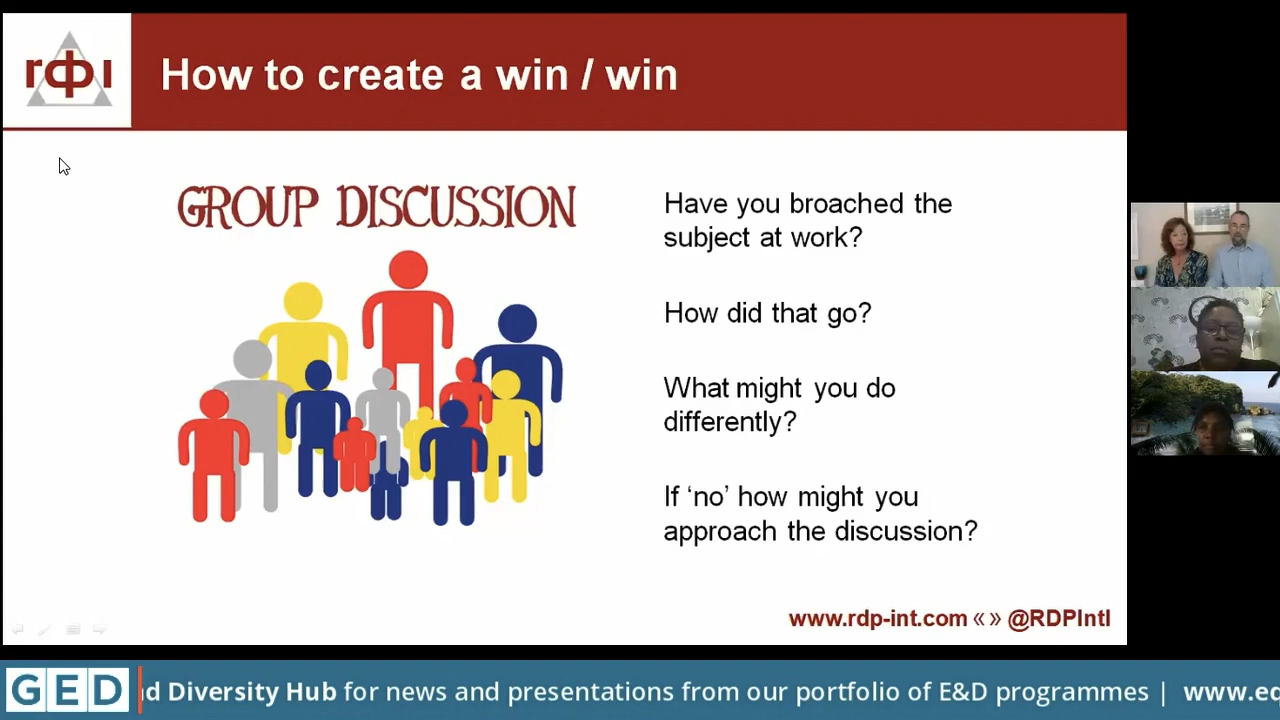 rфı
How to create a win / win
GROUP DISCUSSION
Have you broached the
subject at work?
How did that go?
What might you do
differently?
If ‘no’ how might you
approach the discussion?
www.rdp-int.com «» @RDPIntl
GED
Diversity Hub for news and presentations from our portfolio of E&D programmes | www.ed